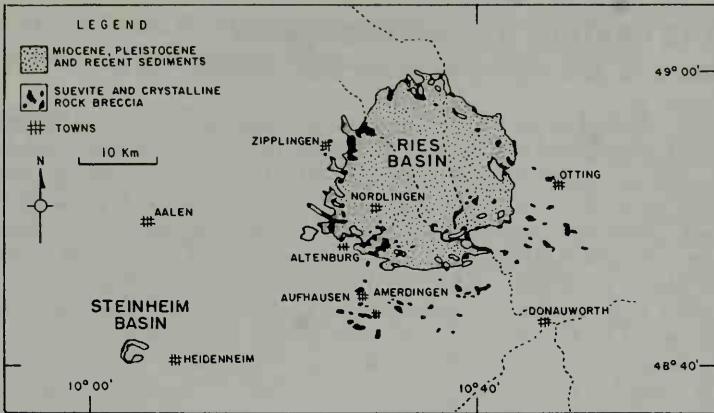 LEGEND
MIOCENE, PLEISTOCENE
AND RECENT SEDIMENTS
SUEVITE AND CRYSTALLINE
ROCK BRECCIA
TOWNS
10 Km
N
49° 00'
ZIPPLINGEN
RIES
BASIN
OTTING
NORDLINGEN
AALEN
ALTENBURG
AUFHAUSEN
AMERDINGEN
STEINHEIM
BASIN
DONAUWORTH
HEIDENHEIM
48° 40'
10° 00'
10° 40'